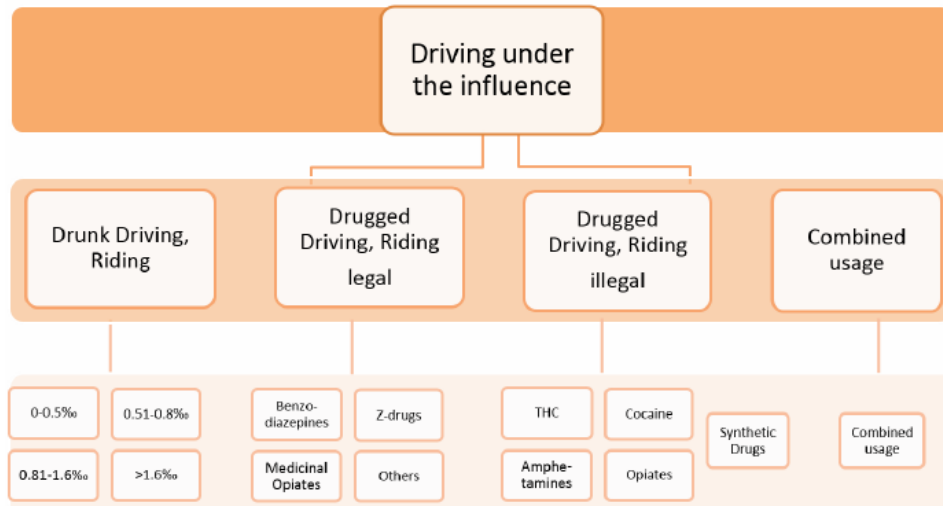 Driving under
the influence
Drunk Driving,
Riding
Drugged
Driving, Riding
legal
Drugged
Driving, Riding
illegal
Combined
usage
0-0.5‰
0.51-0.8‰
0.81-1.6‰
>1.6‰
Benzo-
diazepines
Z-drugs
Medicinal
Opiates
Others
THC
Cocaine
Amphe-
tamines
Opiates
Synthetic
Drugs
Combined
usage